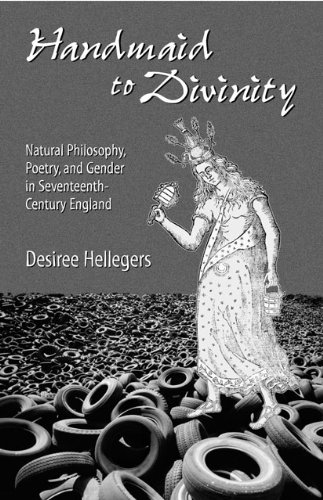 Handmaid
to Divinity
Natural Philosophy,
Poetry, and Gender
in Seventeenth-
Century England
Desiree Hellegers